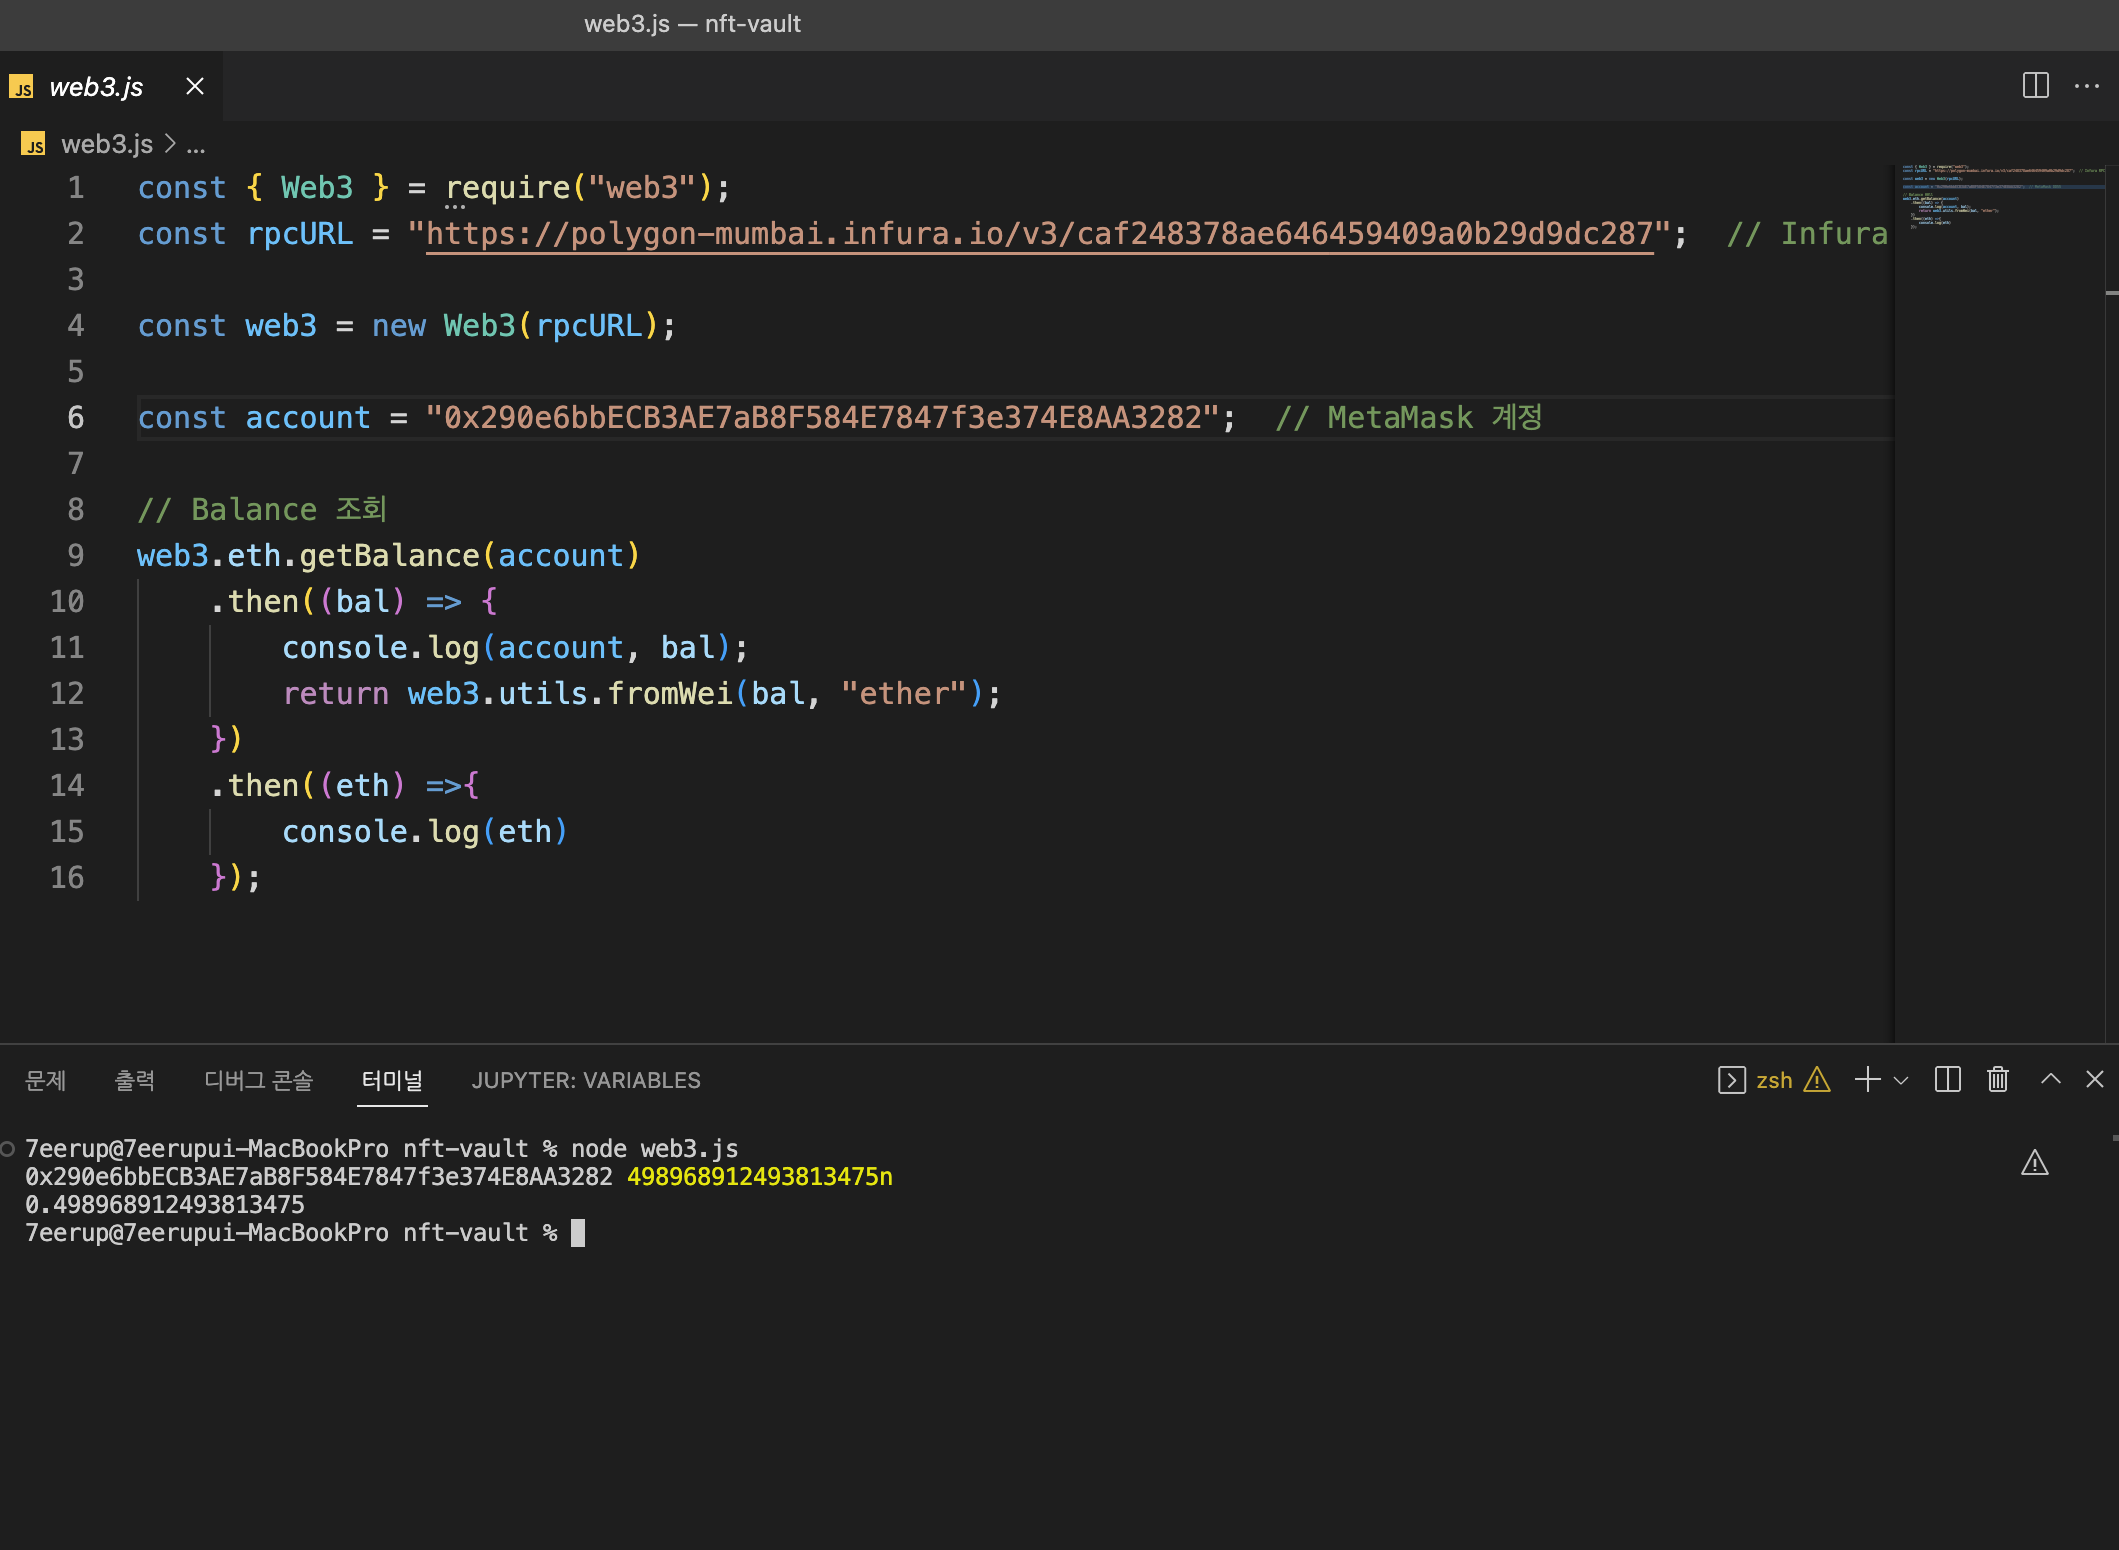 web3.js — nft-vault
JS web3.js
JS web3.js > ...
1 const { Web3 } = require("web3");
2 const rpcURL = "https://polygon-mumbai.infura.io/v3/caf248378ae646459409a0b29d9dc287";  // Infura
3
4 const web3 = new Web3(rpcURL);
5
6 const account = "0x290e6bbECB3AE7aB8F584E7847f3e374E8AA3282";  // MetaMask 계정
7
8 // Balance 조회
9 web3.eth.getBalance(account)
10     .then((bal) => {
11         console.log(account, bal);
12         return web3.utils.fromWei(bal, "ether");
13     })
14     .then((eth) =>{
15         console.log(eth)
16     });
문제 출력 디버그 콘솔 터미널 JUPYTER: VARIABLES zsh
7eerup@7eerupui-MacBookPro nft-vault % node web3.js
0x290e6bbECB3AE7aB8F584E7847f3e374E8AA3282 498968912493813475n
0.498968912493813475
7eerup@7eerupui-MacBookPro nft-vault %